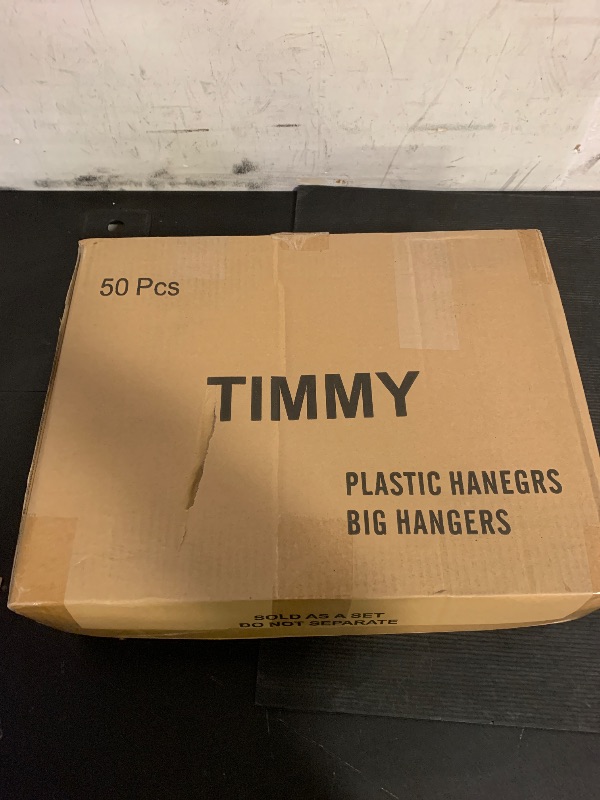 50 Pcs
TIMMY
PLASTIC HANEGRS
BIG HANGERS
SOLD AS A SET
DO NOT SEPARATE